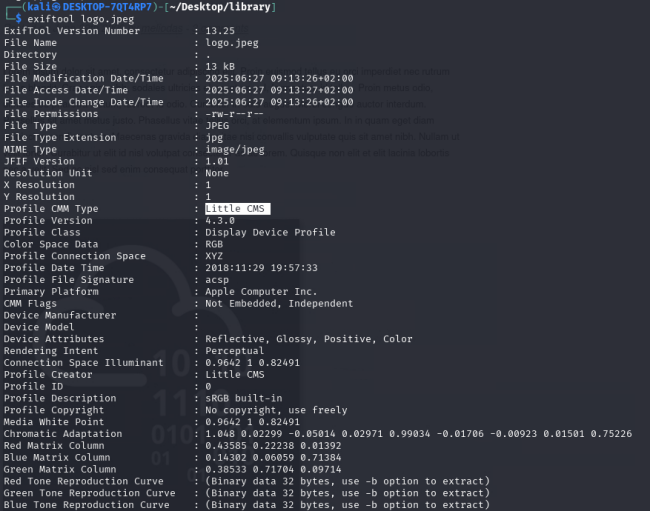 ┌──(kali㉿DESKTOP-7QT4RP7)-[~/Desktop/library]
└─$ exiftool logo.jpeg
ExifTool Version Number : 13.25
File Name : logo.jpeg
Directory : .
File Size : 13 kB
File Modification Date/Time : 2025:06:27 09:13:26+02:00
File Access Date/Time : 2025:06:27 09:13:27+02:00
File Inode Change Date/Time : 2025:06:27 09:13:26+02:00
File Permissions : -rw-r--r--
File Type : JPEG
File Type Extension : jpg
MIME Type : image/jpeg
JFIF Version : 1.01
Resolution Unit : None
X Resolution : 1
Y Resolution : 1
Profile CMM Type : Little CMS
Profile Version : 4.3.0
Profile Class : Display Device Profile
Color Space Data : RGB
Profile Connection Space : XYZ
Profile Date Time : 2018:11:29 19:57:33
Profile File Signature : acsp
Primary Platform : Apple Computer Inc.
CMM Flags : Not Embedded, Independent
Device Manufacturer :
Device Model :
Device Attributes : Reflective, Glossy, Positive, Color
Rendering Intent : Perceptual
Connection Space Illuminant : 0.9642 1 0.82491
Profile Creator : Little CMS
Profile ID : 0
Profile Description : sRGB built-in
Profile Copyright : No copyright, use freely
Media White Point : 0.9642 1 0.82491
Chromatic Adaptation : 1.048 0.02299 -0.05014 0.02971 0.99034 -0.01706 -0.00923 0.01501 0.75226
Red Matrix Column : 0.43585 0.22238 0.01392
Blue Matrix Column : 0.14302 0.06059 0.71384
Green Matrix Column : 0.38533 0.71704 0.09714
Red Tone Reproduction Curve : (Binary data 32 bytes, use -b option to extract)
Green Tone Reproduction Curve : (Binary data 32 bytes, use -b option to extract)
Blue Tone Reproduction Curve : (Binary data 32 bytes, use -b option to extract)